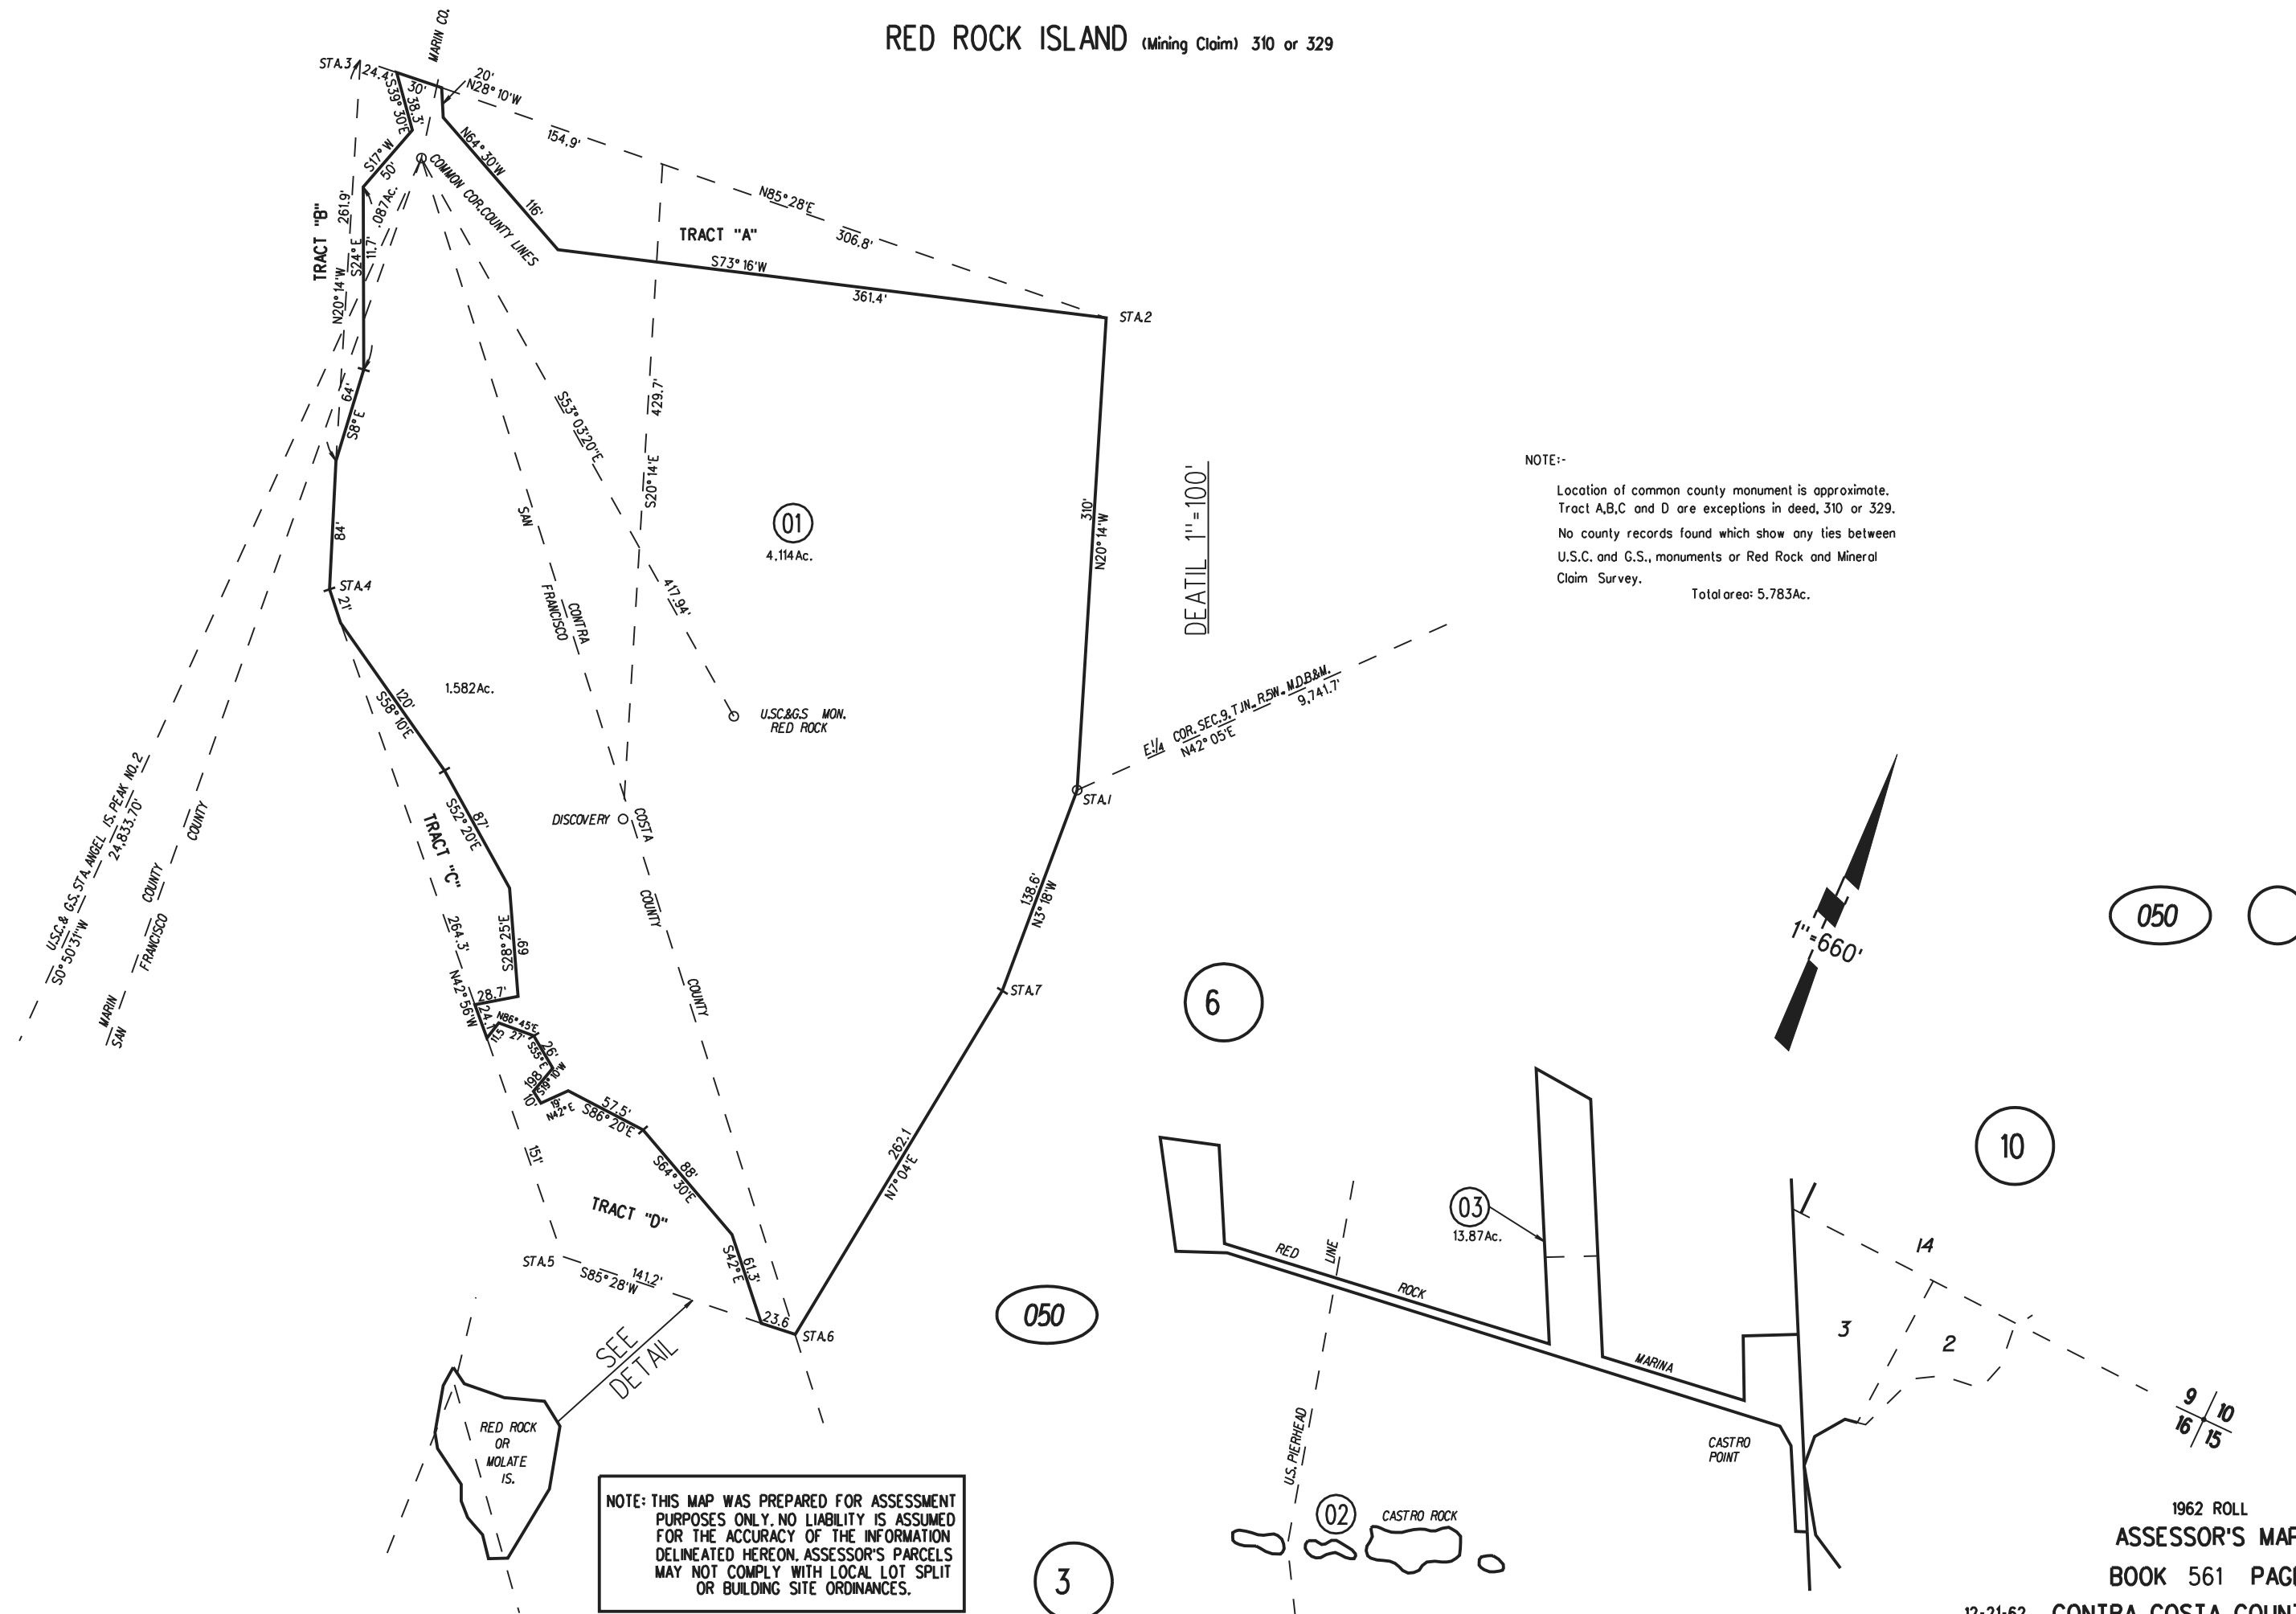 RED ROCK ISLAND (Mining Claim) 310 or 329
MARIN CO.
STA.3
24.4'
30'
20'
N28°10'W
S39°30'E
38.3'
154.9'
N64°30'W
116'
S17°W
50'
.087Ac.
COMMON COR.COUNTY LINES
TRACT "B"
261.9'
N20°14'W
S24°E
11.7'
64'
S8°E
84'
STA.4
21'
TRACT "A"
N85°28'E
306.8'
S73°16'W
361.4'
STA.2
S53°03'20"E
417.94'
429.7'
S20°14'E
01
4.114Ac.
310'
N20°14'W
DEATIL 1"=100'
NOTE:-
Location of common county monument is approximate.
Tract A,B,C and D are exceptions in deed, 310 or 329.
No county records found which show any ties between
U.S.C. and G.S., monuments or Red Rock and Mineral
Claim Survey.
Total area: 5.783Ac.
SAN
FRANCISCO
CONTRA
COSTA
COUNTY
COUNTY
1.582Ac.
120'
S58°10'E
U.S.C.&G.S MON.
RED ROCK
DISCOVERY
E.1/4 COR. SEC.9. T.1N., R.5W., M.D.B.&M.
N42°05'E
9,741.7'
STA.1
U.S.C.& G.S. STA. ANGEL IS. PEAK NO.2
24,833.70'
S0°50'31"W
MARIN COUNTY
SAN FRANCISCO COUNTY
87'
S52°20'E
TRACT "C"
264.3'
N42°56'W
S28°25'E
69'
28.7'
24.1'
11.5
N86°45'E
27'
26'
S55°E
198
S19°10'W
10'
19'
N42°E
57.5'
S86°20'E
151'
88'
S64°30'E
TRACT "D"
STA.5
141.2'
S85°28'W
S42°E
61.3'
23.6
STA.6
138.6'
N3°18'W
STA.7
262.1
N7°04'E
SEE
DETAIL
RED ROCK
OR
MOLATE
IS.
NOTE: THIS MAP WAS PREPARED FOR ASSESSMENT
PURPOSES ONLY. NO LIABILITY IS ASSUMED
FOR THE ACCURACY OF THE INFORMATION
DELINEATED HEREON. ASSESSOR'S PARCELS
MAY NOT COMPLY WITH LOCAL LOT SPLIT
OR BUILDING SITE ORDINANCES.
1"=660'
050
6
10
050
3
03
13.87Ac.
RED ROCK MARINA
U.S. PIERHEAD LINE
14
3
2
CASTRO
POINT
02
CASTRO ROCK
9 10
16 15
1962 ROLL
ASSESSOR'S MAP
BOOK 561 PAGE
12-21-62 CONTRA COSTA COUN